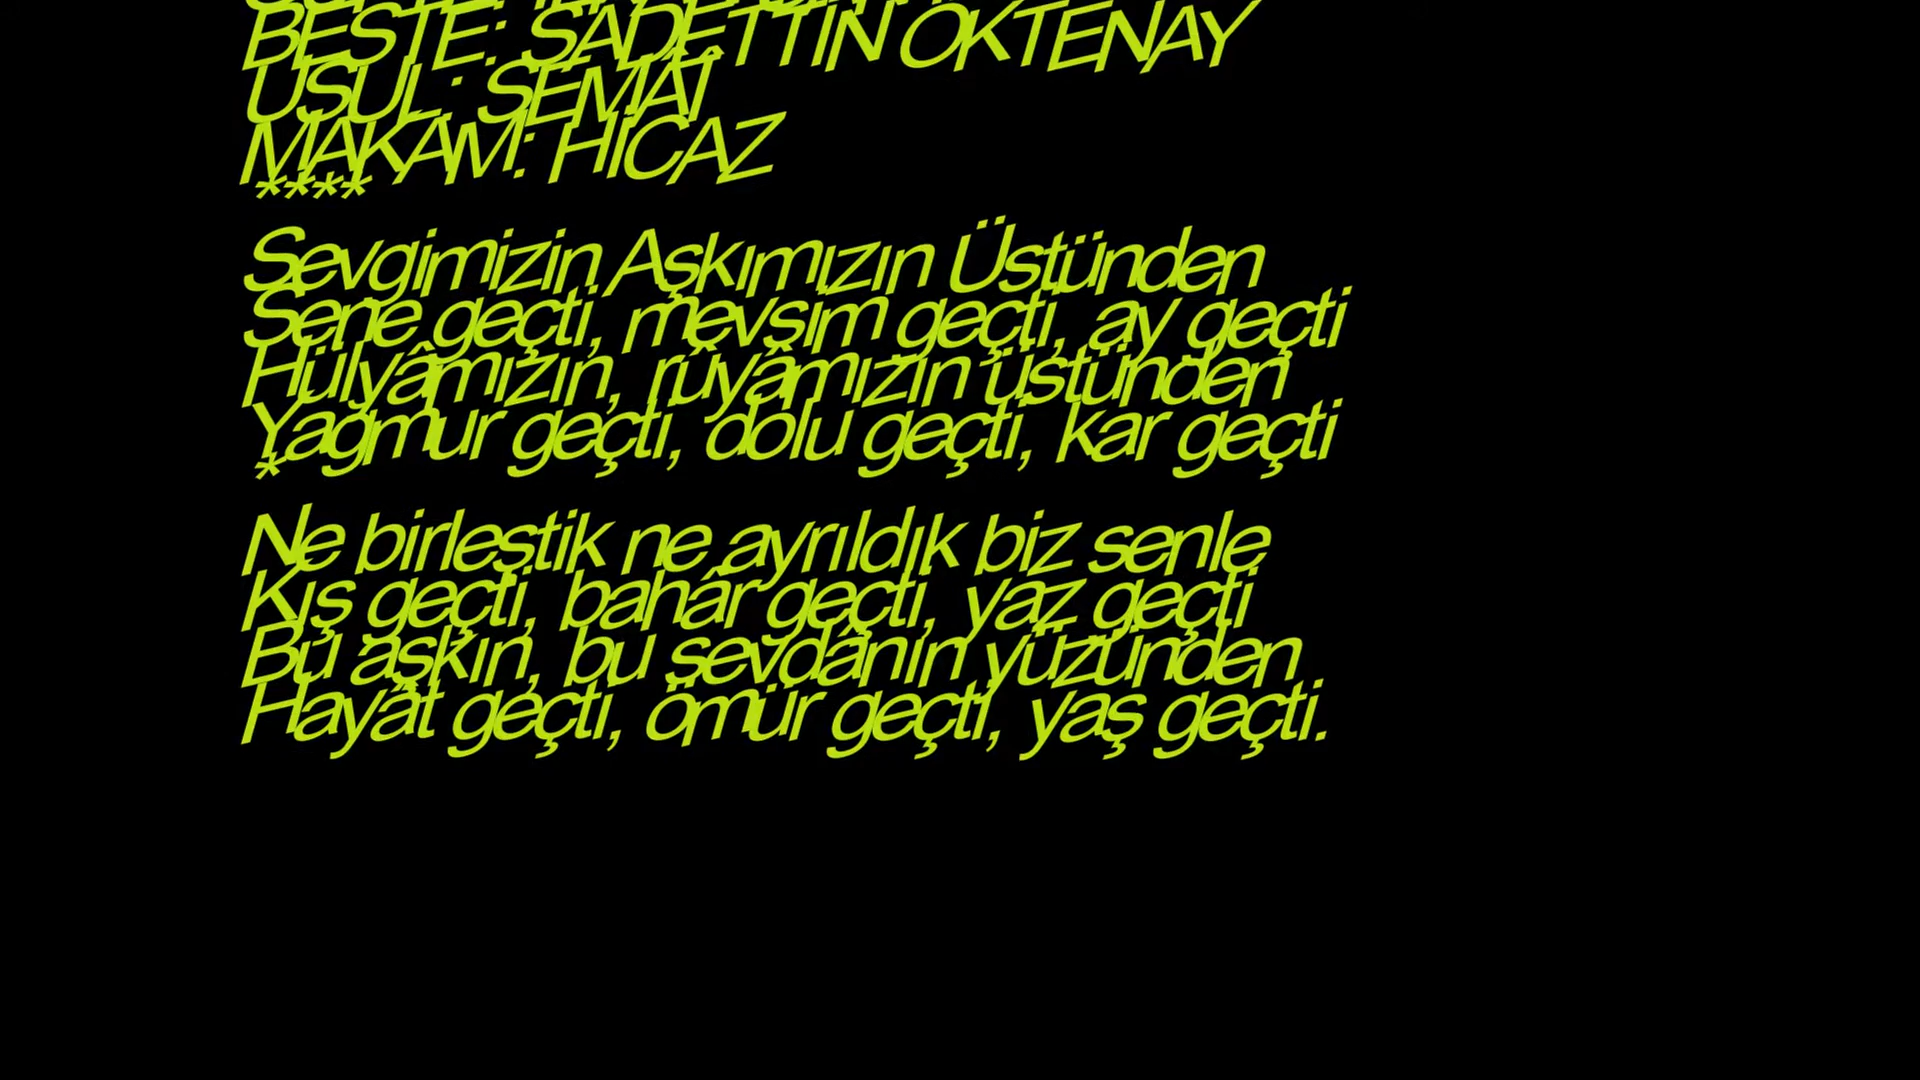 BESTE: SADETTİN ÖKTENAY
USUL: SEMÂİ
MAKAM: HİCAZ
****
Sevgimizin Aşkımızın Üstünden
Sene geçti, mevsim geçti, ay geçti
Hülyâmızın, rüyâmızın üstünden
Yağmur geçti, dolu geçti, kar geçti
*
Ne birleştik ne ayrıldık biz senle
Kış geçti, bahâr geçti, yaz geçti
Bu aşkın, bu sevdânın yüzünden
Hayât geçti, ömür geçti, yaş geçti.